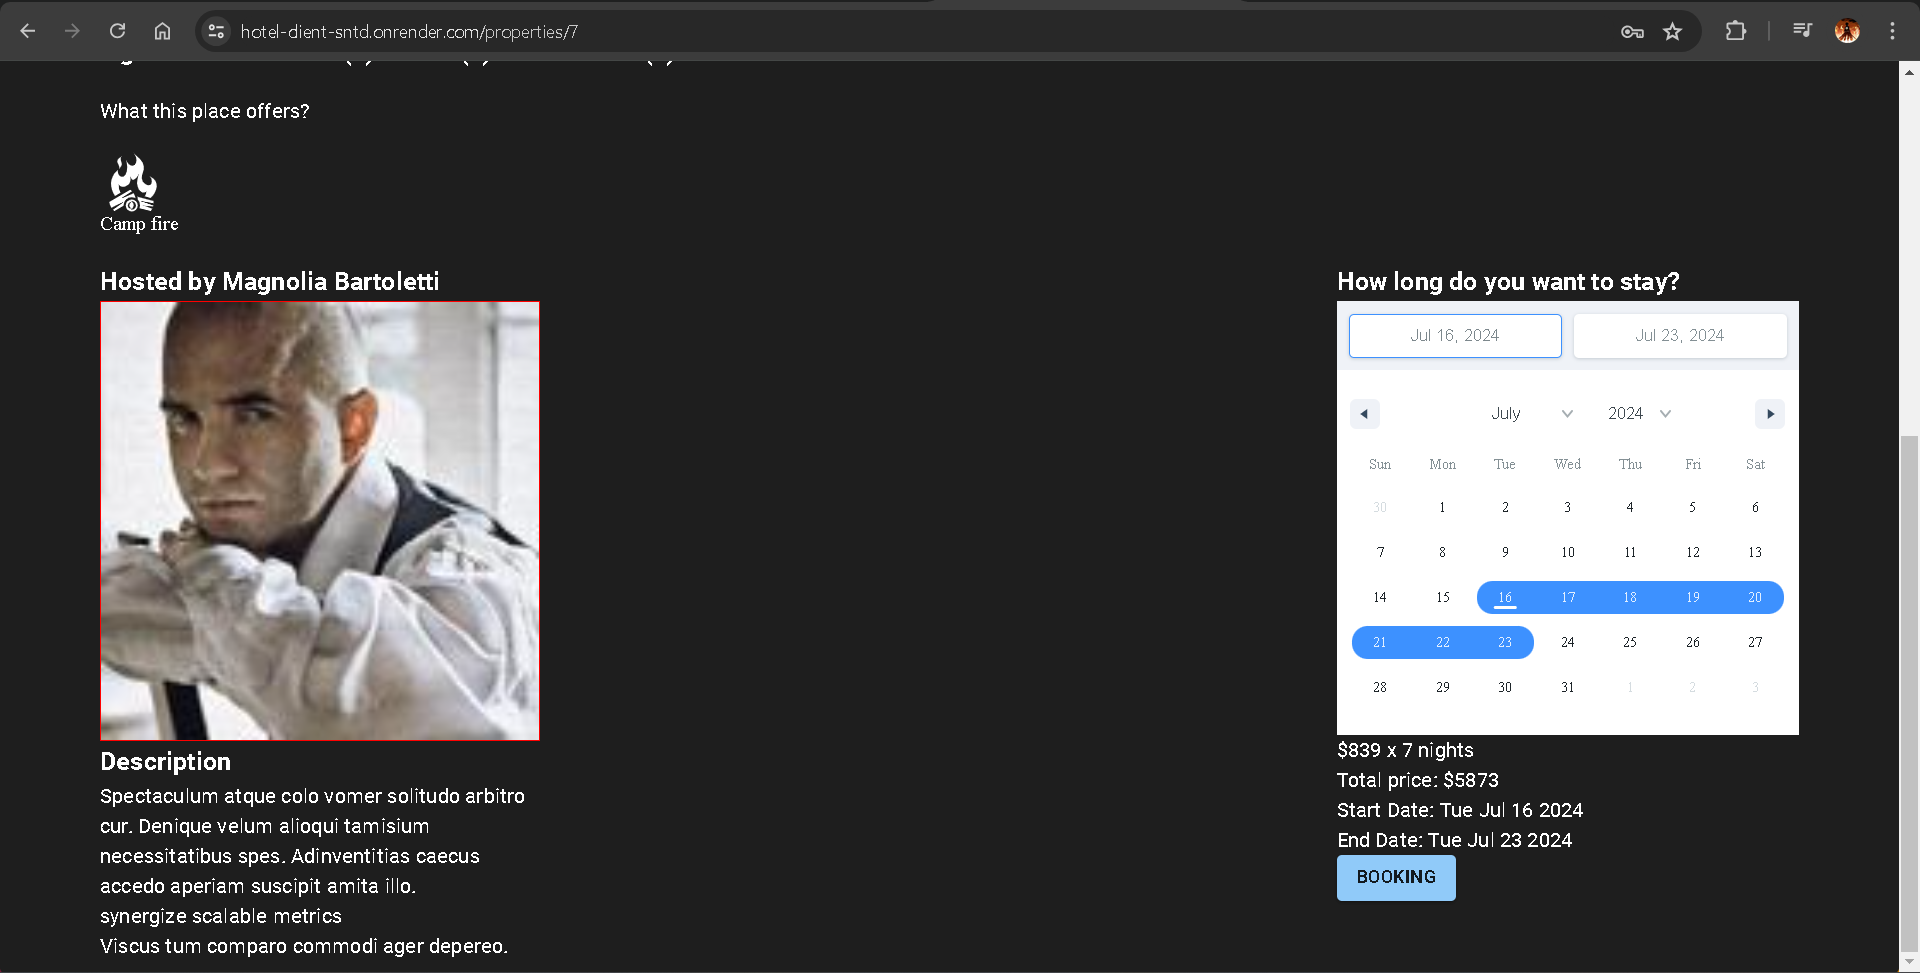 hotel-client-sntd.onrender.com/properties/7
What this place offers?
Camp fire
Hosted by Magnolia Bartoletti
Description
Spectaculum atque colo vomer solitudo arbitro
cur. Denique velum alioqui tamisium
necessitatibus spes. Adinventitias caecus
accedo aperiam suscipit amita illo.
synergize scalable metrics
Viscus tum comparo commodi ager depereo.
How long do you want to stay?
Jul 16, 2024 Jul 23, 2024
July 2024
Sun Mon Tue Wed Thu Fri Sat
30 1 2 3 4 5 6
7 8 9 10 11 12 13
14 15 16 17 18 19 20
21 22 23 24 25 26 27
28 29 30 31 1 2 3
$839 x 7 nights
Total price: $5873
Start Date: Tue Jul 16 2024
End Date: Tue Jul 23 2024
BOOKING